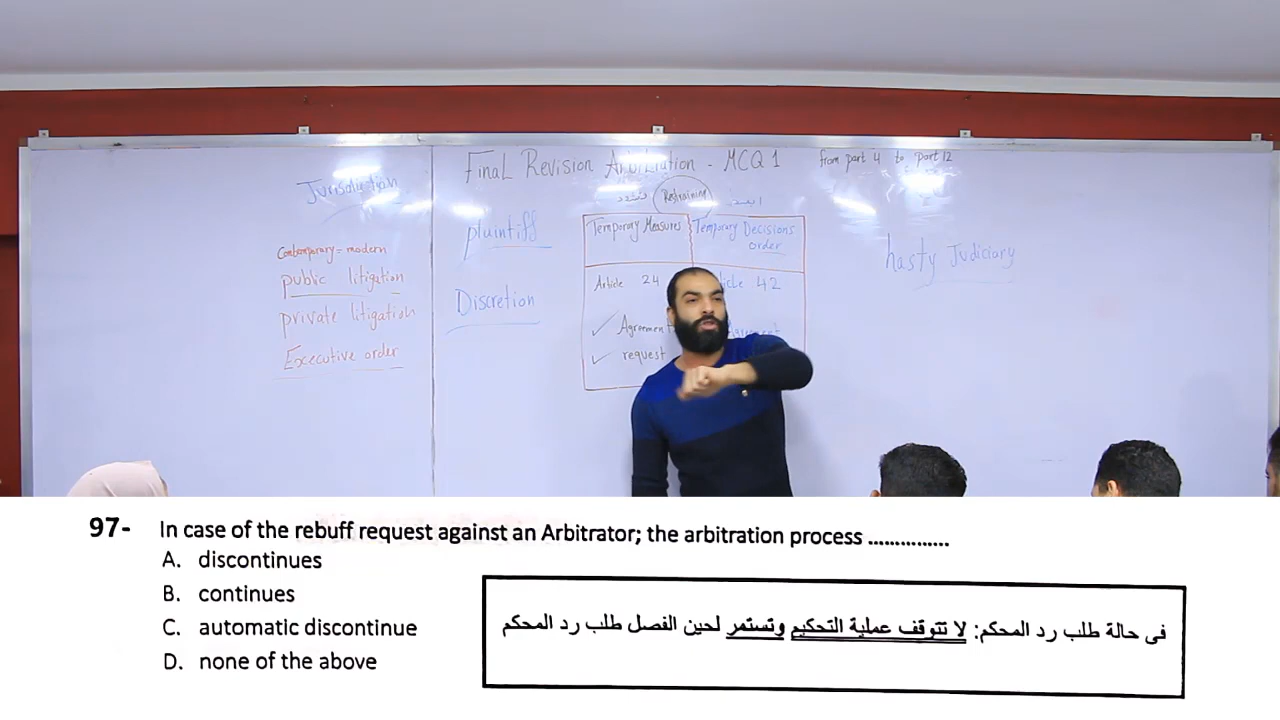 Final Revision Arbitration - MCQ 1
from part 4 to part 12
Jurisdiction
Contemporary = modern
public litigation
private litigation
Executive order
plaintiff
Discretion
Restraining
Temporary Measures
Temporary Decisions
order
Article 24
42
request
hasty Judiciary
97- In case of the rebuff request against an Arbitrator; the arbitration process ..............
A. discontinues
B. continues
C. automatic discontinue
D. none of the above
في حالة طلب رد المحكم: لا تتوقف عملية التحكيم وتستمر لحين الفصل طلب رد المحكم